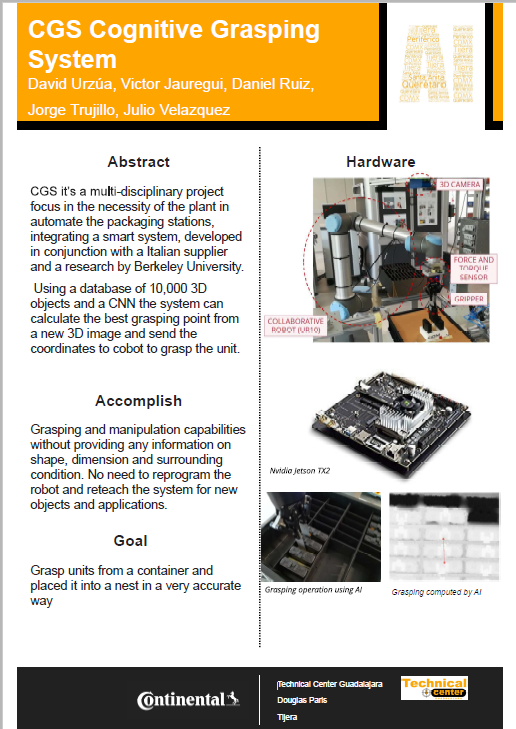 CGS Cognitive Grasping
System
David Urzúa, Victor Jauregui, Daniel Ruiz,
Jorge Trujillo, Julio Velazquez
Periférico
Tijera
Santa Anita
Querétaro
Abstract
CGS it's a multi-disciplinary project
focus in the necessity of the plant in
automate the packaging stations,
integrating a smart system, developed
in conjunction with a Italian supplier
and a research by Berkeley University.
Using a database of 10,000 3D
objects and a CNN the system can
calculate the best grasping point from
a new 3D image and send the
coordinates to cobot to grasp the unit.
Accomplish
Grasping and manipulation capabilities
without providing any information on
shape, dimension and surrounding
condition. No need to reprogram the
robot and reteach the system for new
objects and applications.
Goal
Grasp units from a container and
placed it into a nest in a very accurate
way
Hardware
3D CAMERA
FORCE AND
TORQUE
SENSOR
GRIPPER
COLLABORATIVE
ROBOT (UR10)
Nvidia Jetson TX2
Grasping operation using AI
Grasping computed by AI
Continental
Technical Center Guadalajara
Douglas Paris
Tijera
Technical
center